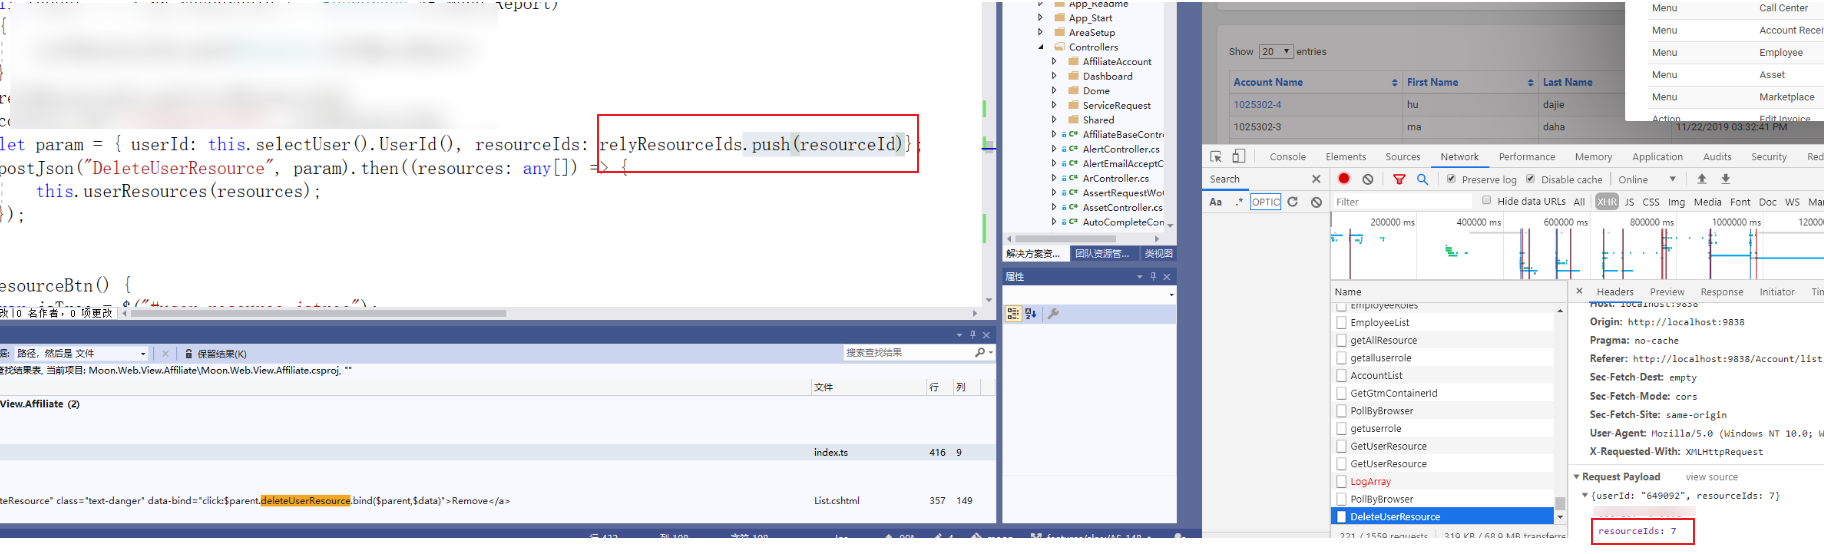 Report)
{
}
let param = { userId: this.selectUser().UserId(), resourceIds: relyResourceIds.push(resourceId)};
postJson("DeleteUserResource", param).then((resources: any[]) => {
this.userResources(resources);
});
esourceBtn() {
改|0 名作者, 0 项更改
App_Readme
App_Start
AreaSetup
Controllers
AffiliateAccount
Dashboard
Dome
ServiceRequest
Shared
AffiliateBaseContro
AlertController.cs
AlertEmailAcceptC
ArController.cs
AssertRequestWoC
AssetController.cs
AutoCompleteCon
解决方案资... 团队资源管... 类视图
属性
路径, 然后是 文件
保留结果(K)
搜索查找结果
查找结果表, 当前项目: Moon.Web.View.Affiliate\Moon.Web.View.Affiliate.csproj, ""
文件 行 列
View.Affiliate (2)
index.ts 416 9
eteResource" class="text-danger" data-bind="click:$parent.deleteUserResource.bind($parent,$data)">Remove</a>
List.cshtml 357 149
Show 20 entries
Account Name First Name Last Name
1025302-4 hu dajie
1025302-3 ma daha 11/22/2019 03:32:41 PM
Menu Call Center
Menu Account Recei
Menu Employee
Menu Asset
Menu Marketplace
Action Edit Invoice
Console Elements Sources Network Performance Memory Application Audits Security Red
Search
Preserve log Disable cache Online
Aa .* OPTIC
Filter Hide data URLs All XHR JS CSS Img Media Font Doc WS Man
200000 ms 400000 ms 600000 ms 800000 ms 1000000 ms 12000
Name
EmployeeRoles
EmployeeList
getAllResource
getalluserrole
AccountList
GetGtmContainerId
PollByBrowser
getuserrole
GetUserResource
GetUserResource
LogArray
PollByBrowser
DeleteUserResource
221 / 1559 requests 319 KB / 68.9 MB transferre
Headers Preview Response Initiator Tim
Host: localhost:9838
Origin: http://localhost:9838
Pragma: no-cache
Referer: http://localhost:9838/Account/list
Sec-Fetch-Dest: empty
Sec-Fetch-Mode: cors
Sec-Fetch-Site: same-origin
User-Agent: Mozilla/5.0 (Windows NT 10.0; W
X-Requested-With: XMLHttpRequest
Request Payload view source
{userId: "649092", resourceIds: 7}
resourceIds: 7